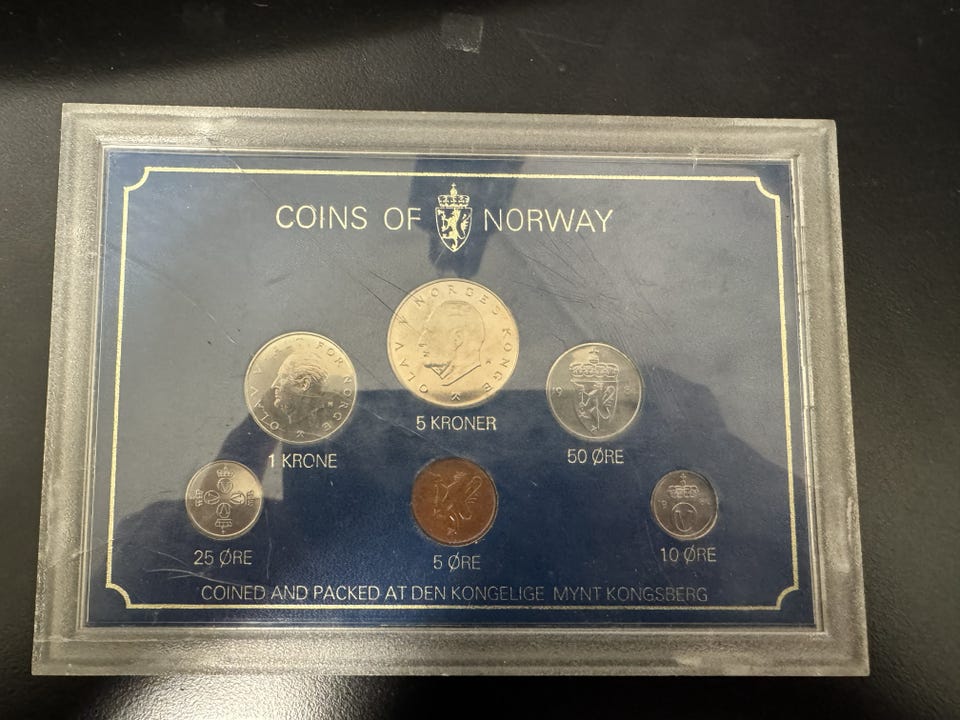 COINS OF NORWAY
OLAV V NORGES KONGE
OLAV V ALT FOR NORGE
5 KRONER
1 KRONE
50 ØRE
25 ØRE
5 ØRE
10 ØRE
COINED AND PACKED AT DEN KONGELIGE MYNT KONGSBERG